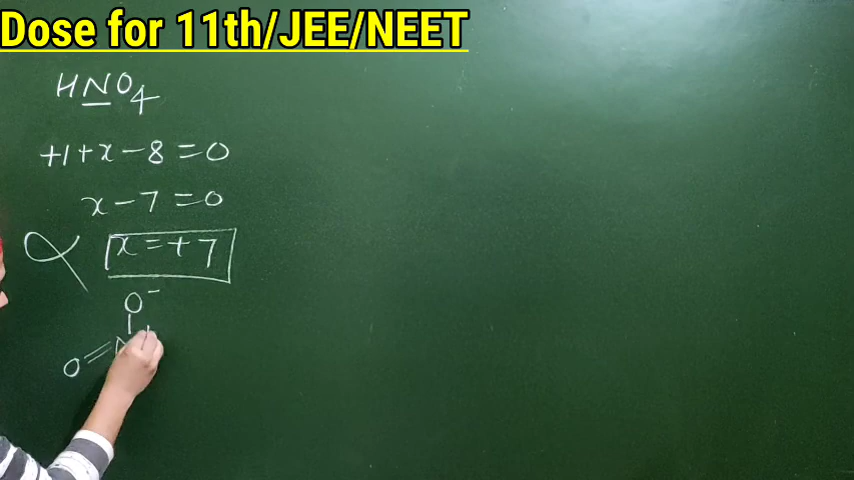 Dose for 11th/JEE/NEET
HNO4
+1+x-8=0
x-7=0
x=+7
O-
O=N